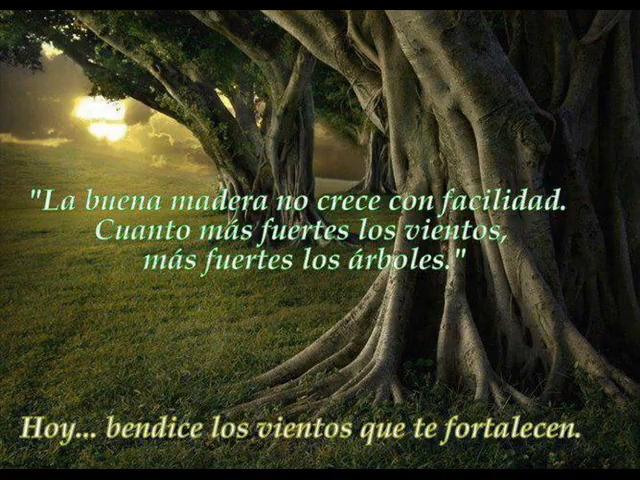 "La buena madera no crece con facilidad.
Cuanto más fuertes los vientos,
más fuertes los árboles."
Hoy... bendice los vientos que te fortalecen.